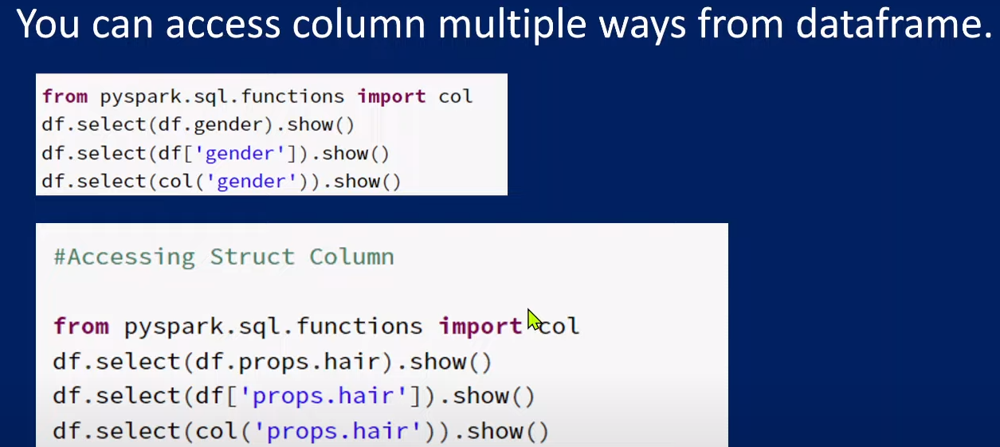 You can access column multiple ways from dataframe.
from pyspark.sql.functions import col
df.select(df.gender).show()
df.select(df['gender']).show()
df.select(col('gender')).show()
#Accessing Struct Column
from pyspark.sql.functions import col
df.select(df.props.hair).show()
df.select(df['props.hair']).show()
df.select(col('props.hair')).show()